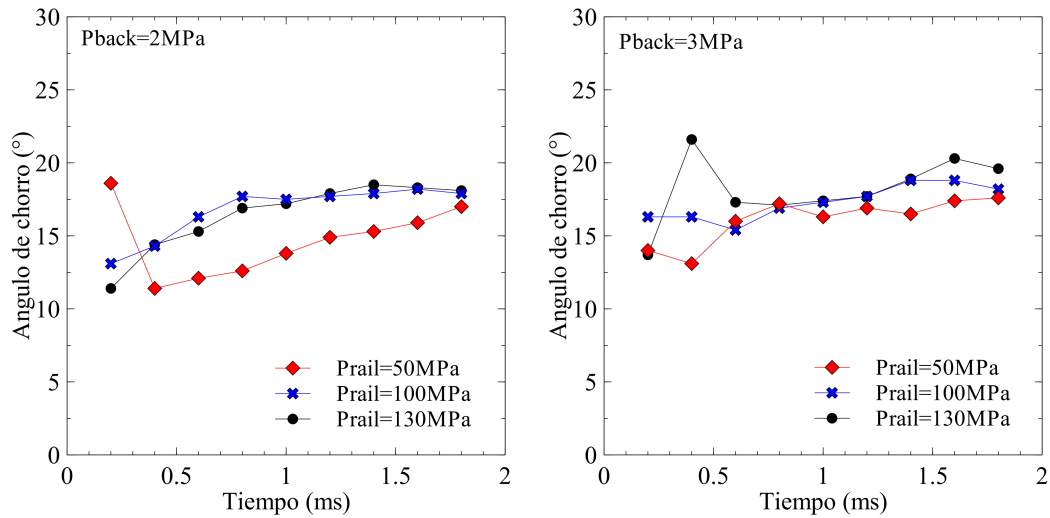 Pback=2MPa
30
25
20
15
10
5
0
Angulo de chorro (°)
Prail=50MPa
Prail=100MPa
Prail=130MPa
0 0.5 1 1.5 2
Tiempo (ms)
Pback=3MPa
30
25
20
15
10
5
0
Angulo de chorro (°)
Prail=50MPa
Prail=100MPa
Prail=130MPa
0 0.5 1 1.5 2
Tiempo (ms)